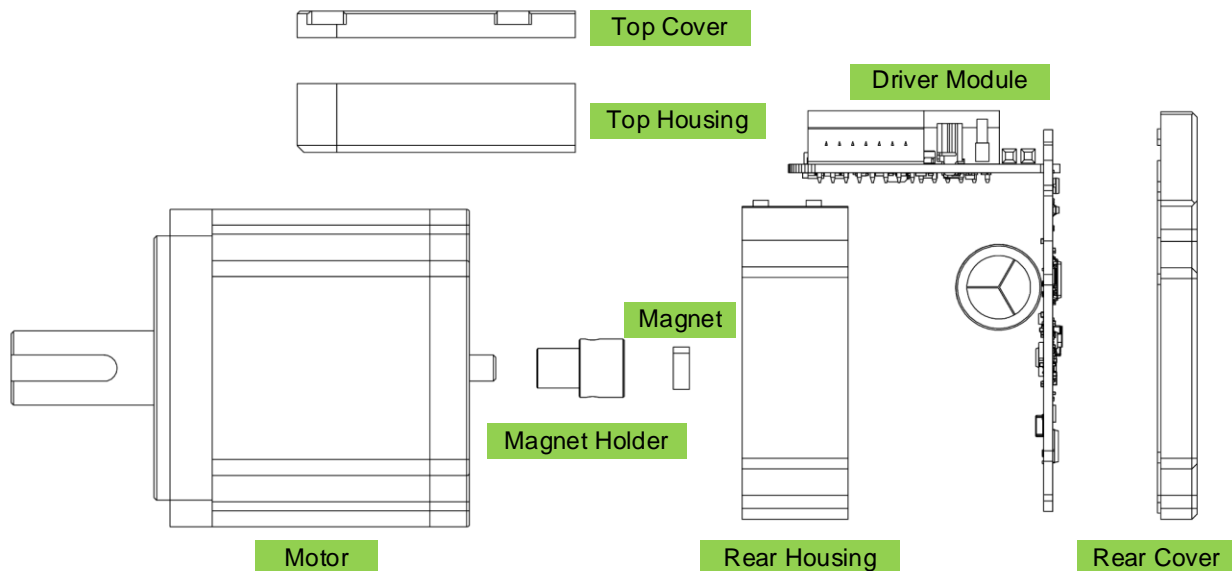 Top Cover
Driver Module
Top Housing
Magnet
Magnet Holder
Motor
Rear Housing
Rear Cover